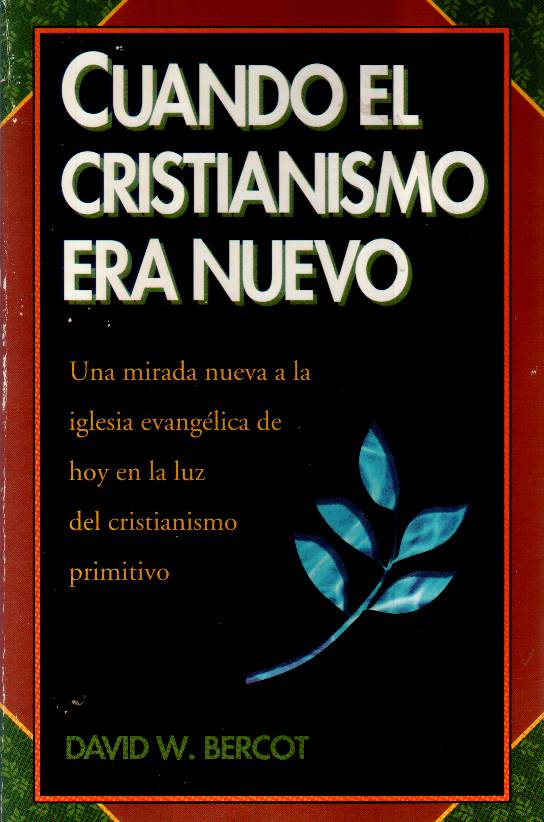 CUANDO EL
CRISTIANISMO
ERA NUEVO
Una mirada nueva a la
iglesia evangélica de
hoy en la luz
del cristianismo
primitivo
DAVID W. BERCOT